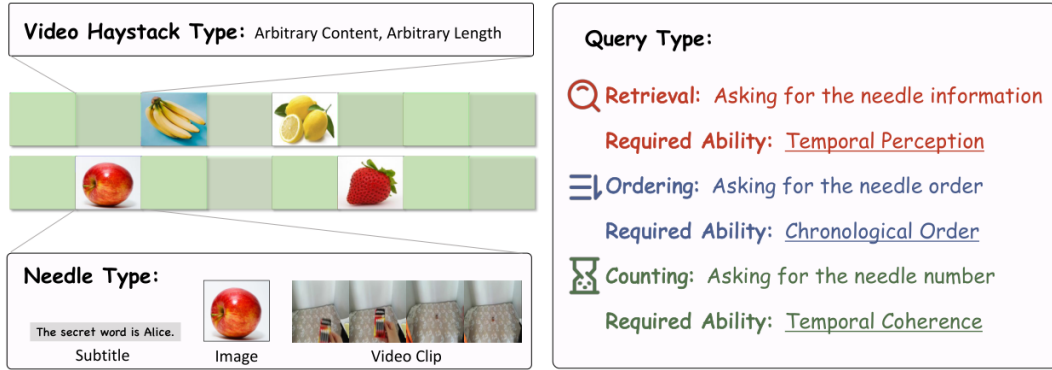 Video Haystack Type: Arbitrary Content, Arbitrary Length
Needle Type:
The secret word is Alice.
Subtitle
Image
Video Clip
Query Type:
Retrieval: Asking for the needle information
Required Ability: Temporal Perception
Ordering: Asking for the needle order
Required Ability: Chronological Order
Counting: Asking for the needle number
Required Ability: Temporal Coherence